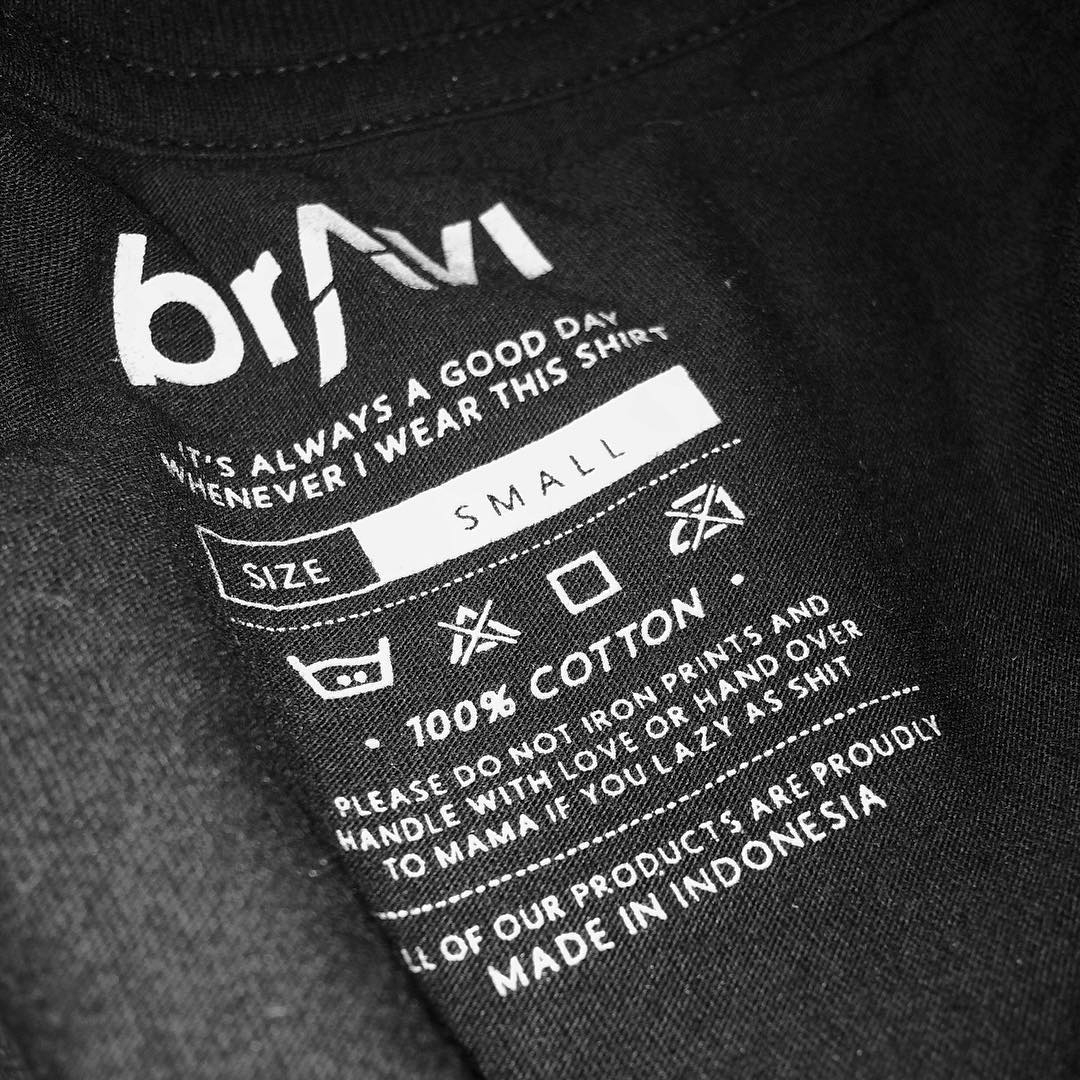 brAvi
IT'S ALWAYS A GOOD DAY
WHENEVER I WEAR THIS SHIRT
SIZE SMALL
• 100% COTTON •
PLEASE DO NOT IRON PRINTS AND
HANDLE WITH LOVE OR HAND OVER
TO MAMA IF YOU LAZY AS SHIT
LL OF OUR PRODUCTS ARE PROUDLY
MADE IN INDONESIA